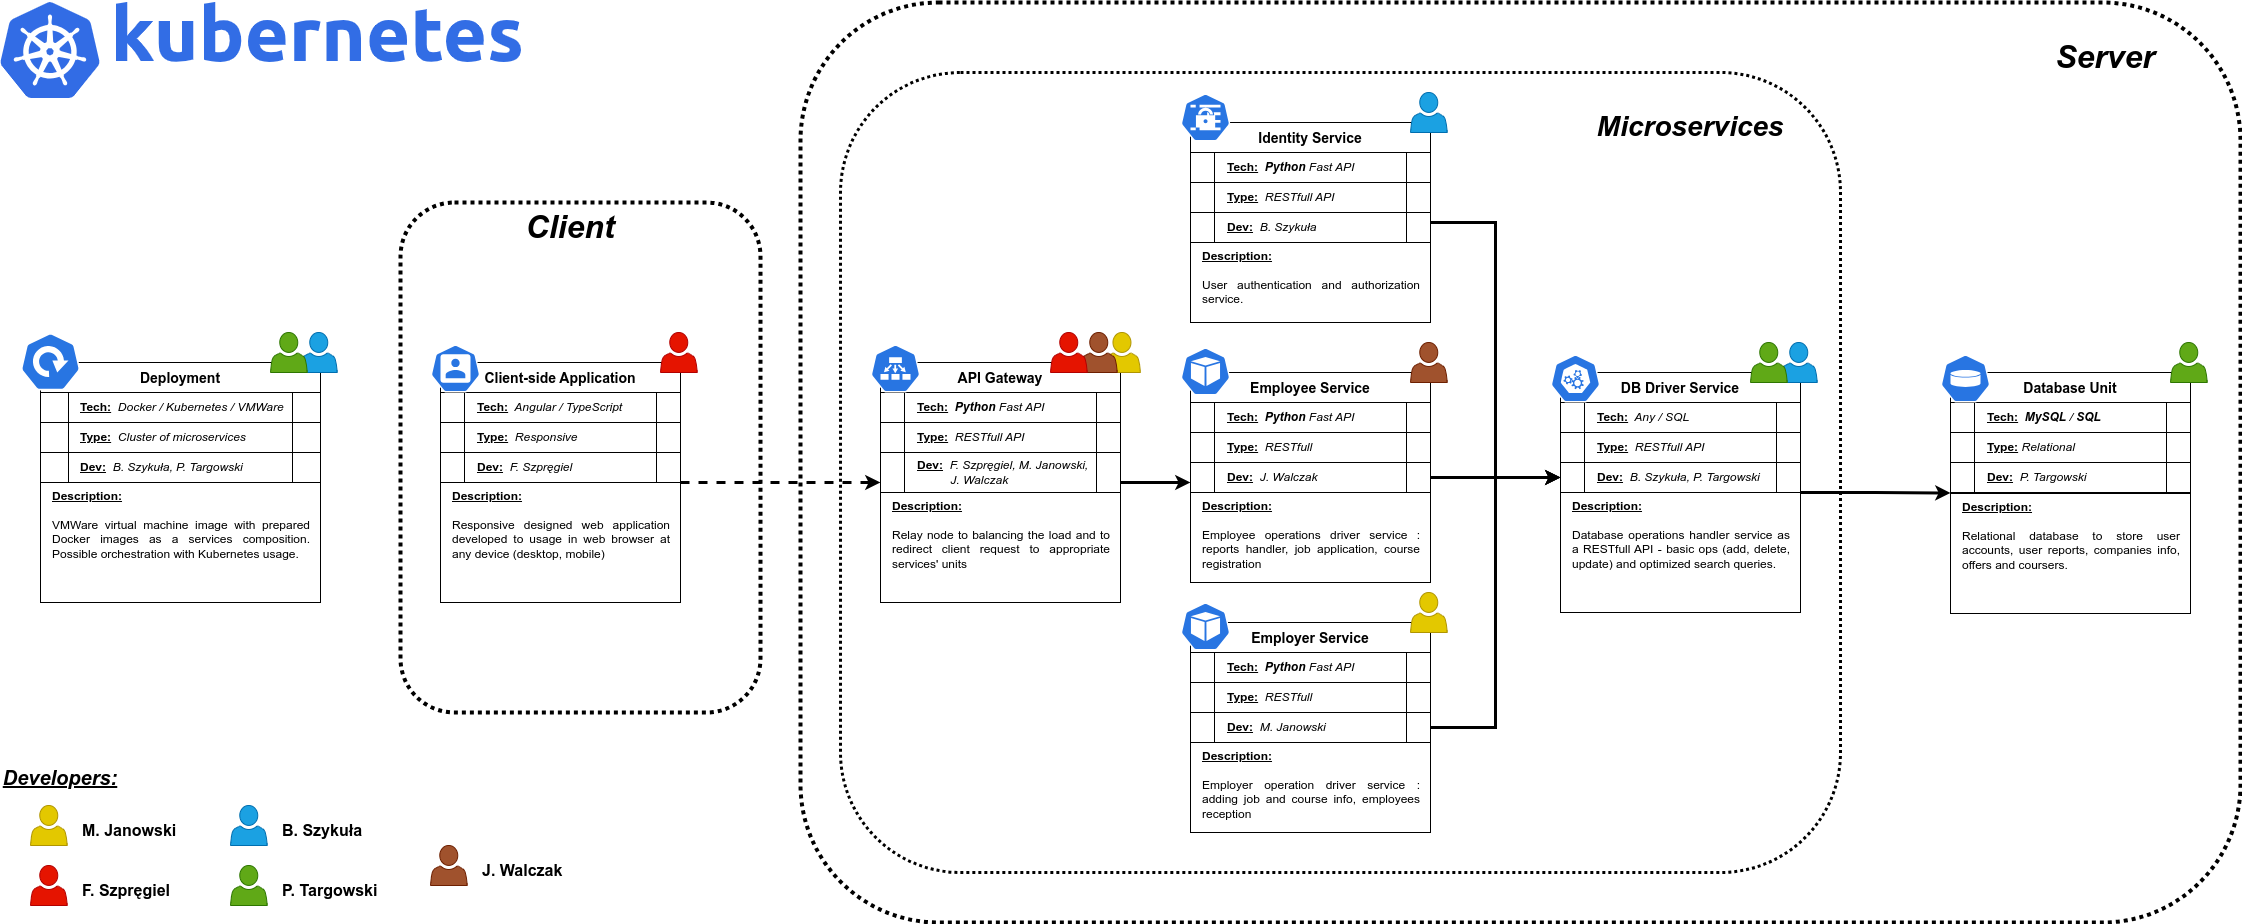 kubernetes
Server
Microservices
Client
Identity Service
Tech: Python Fast API
Type: RESTfull API
Dev: B. Szykuła
Description:
User authentication and authorization
service.
Deployment
Tech: Docker / Kubernetes / VMWare
Type: Cluster of microservices
Dev: B. Szykuła, P. Targowski
Description:
VMWare virtual machine image with prepared
Docker images as a services composition.
Possible orchestration with Kubernetes usage.
Client-side Application
Tech: Angular / TypeScript
Type: Responsive
Dev: F. Szpręgiel
Description:
Responsive designed web application
developed to usage in web browser at
any device (desktop, mobile)
API Gateway
Tech: Python Fast API
Type: RESTfull API
Dev: F. Szpręgiel, M. Janowski,
J. Walczak
Description:
Relay node to balancing the load and to
redirect client request to appropriate
services' units
Employee Service
Tech: Python Fast API
Type: RESTfull
Dev: J. Walczak
Description:
Employee operations driver service :
reports handler, job application, course
registration
DB Driver Service
Tech: Any / SQL
Type: RESTfull API
Dev: B. Szykuła, P. Targowski
Description:
Database operations handler service as
a RESTfull API - basic ops (add, delete,
update) and optimized search queries.
Database Unit
Tech: MySQL / SQL
Type: Relational
Dev: P. Targowski
Description:
Relational database to store user
accounts, user reports, companies info,
offers and coursers.
Employer Service
Tech: Python Fast API
Type: RESTfull
Dev: M. Janowski
Description:
Employer operation driver service :
adding job and course info, employees
reception
Developers:
M. Janowski
B. Szykuła
J. Walczak
F. Szpręgiel
P. Targowski